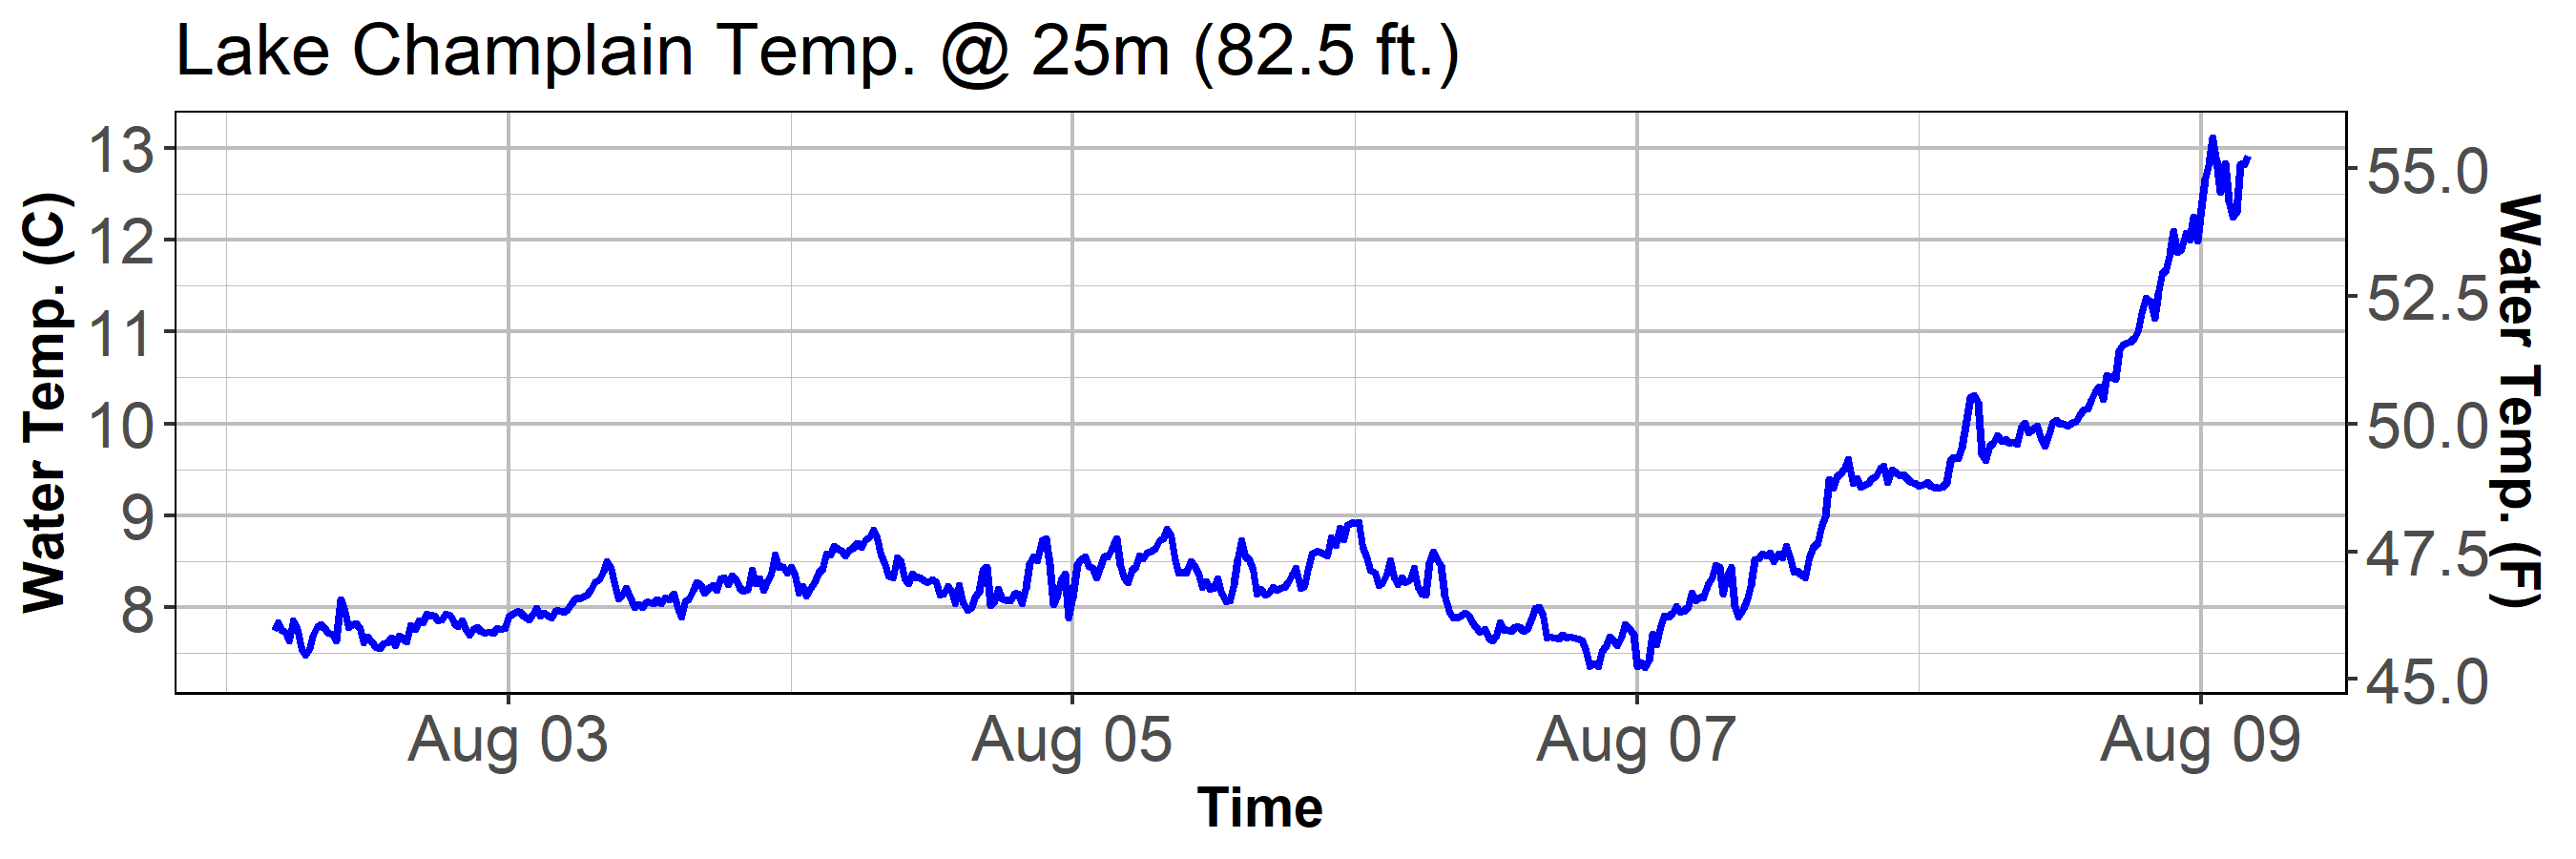 Lake Champlain Temp. @ 25m (82.5 ft.)
Water Temp. (C)
13
12
11
10
9
8
55.0
52.5
50.0
47.5
45.0
Water Temp. (F)
Aug 03 Aug 05 Aug 07 Aug 09
Time